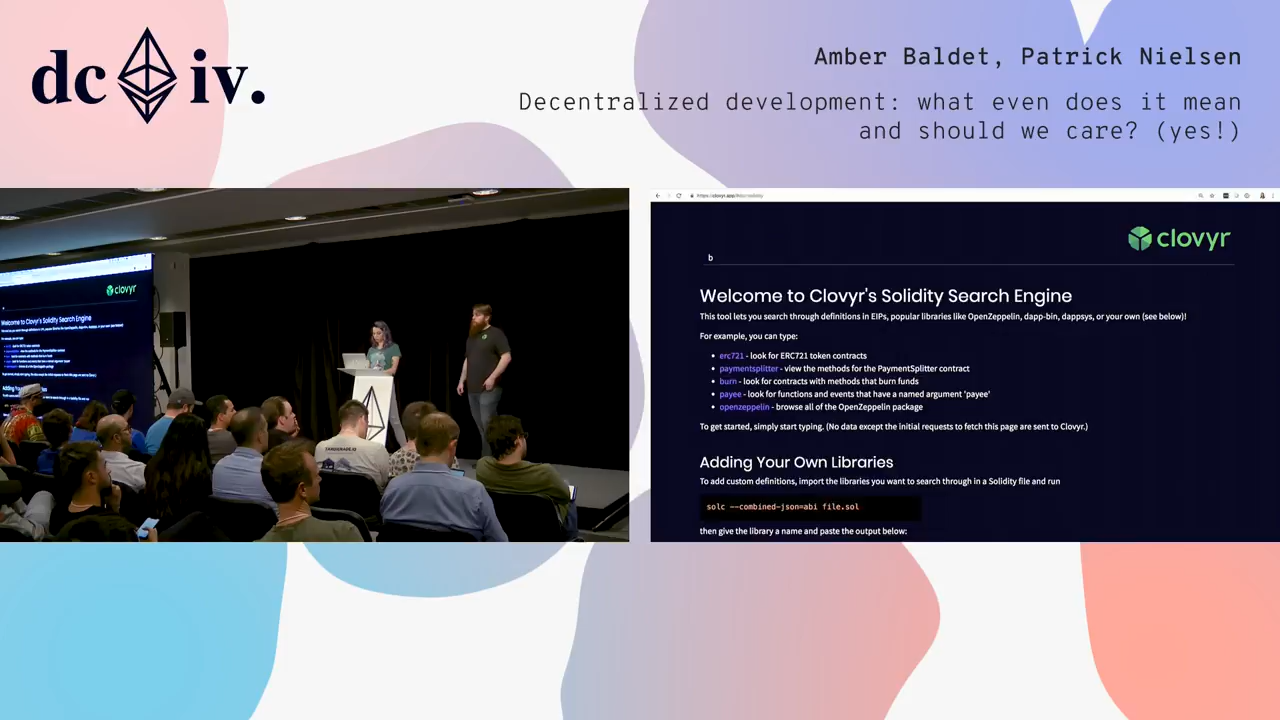 dc iv.
Amber Baldet, Patrick Nielsen
Decentralized development: what even does it mean
and should we care? (yes!)
clovyr
b
Welcome to Clovyr's Solidity Search Engine
This tool lets you search through definitions in EIPs, popular libraries like OpenZeppelin, dapp-bin, dappsys, or your own (see below)!
For example, you can type:
erc721 - look for ERC721 token contracts
paymentsplitter - view the methods for the PaymentSplitter contract
burn - look for contracts with methods that burn funds
payee - look for functions and events that have a named argument 'payee'
openzeppelin - browse all of the OpenZeppelin package
To get started, simply start typing. (No data except the initial requests to fetch this page are sent to Clovyr.)
Adding Your Own Libraries
To add custom definitions, import the libraries you want to search through in a Solidity file and run
solc --combined-json=abi file.sol
then give the library a name and paste the output below:
clovyr
Welcome to Clovyr's Solidity Search Engine